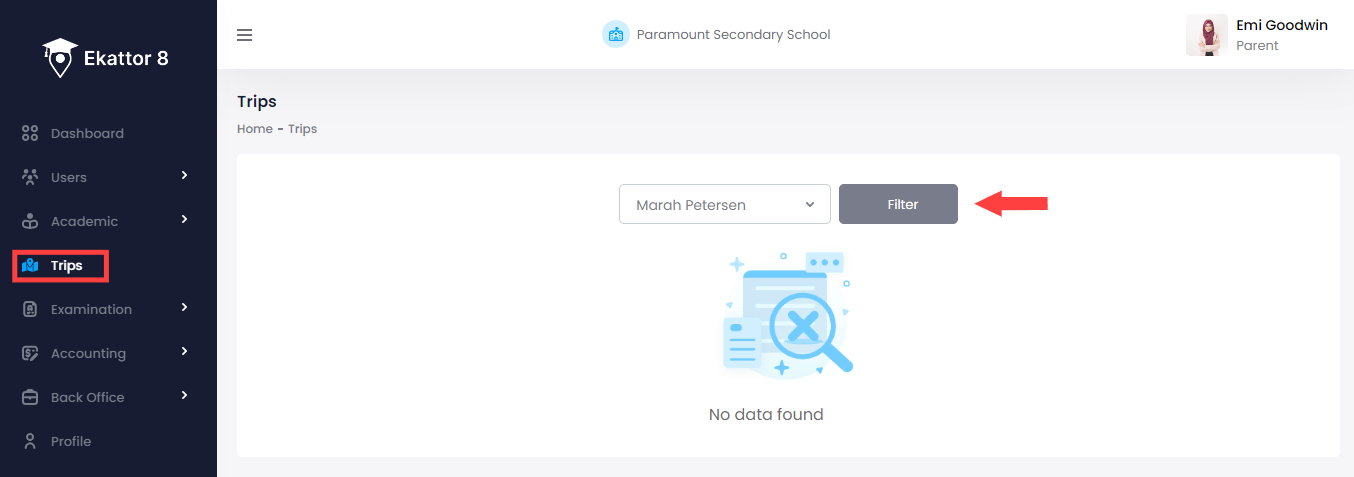 Ekattor 8
Dashboard
Users
Academic
Trips
Examination
Accounting
Back Office
Profile
Paramount Secondary School
Emi Goodwin
Parent
Trips
Home - Trips
Marah Petersen
Filter
No data found